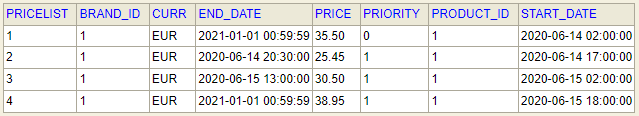 PRICELIST BRAND_ID CURR END_DATE PRICE PRIORITY PRODUCT_ID START_DATE
1 1 EUR 2021-01-01 00:59:59 35.50 0 1 2020-06-14 02:00:00
2 1 EUR 2020-06-14 20:30:00 25.45 1 1 2020-06-14 17:00:00
3 1 EUR 2020-06-15 13:00:00 30.50 1 1 2020-06-15 02:00:00
4 1 EUR 2021-01-01 00:59:59 38.95 1 1 2020-06-15 18:00:00